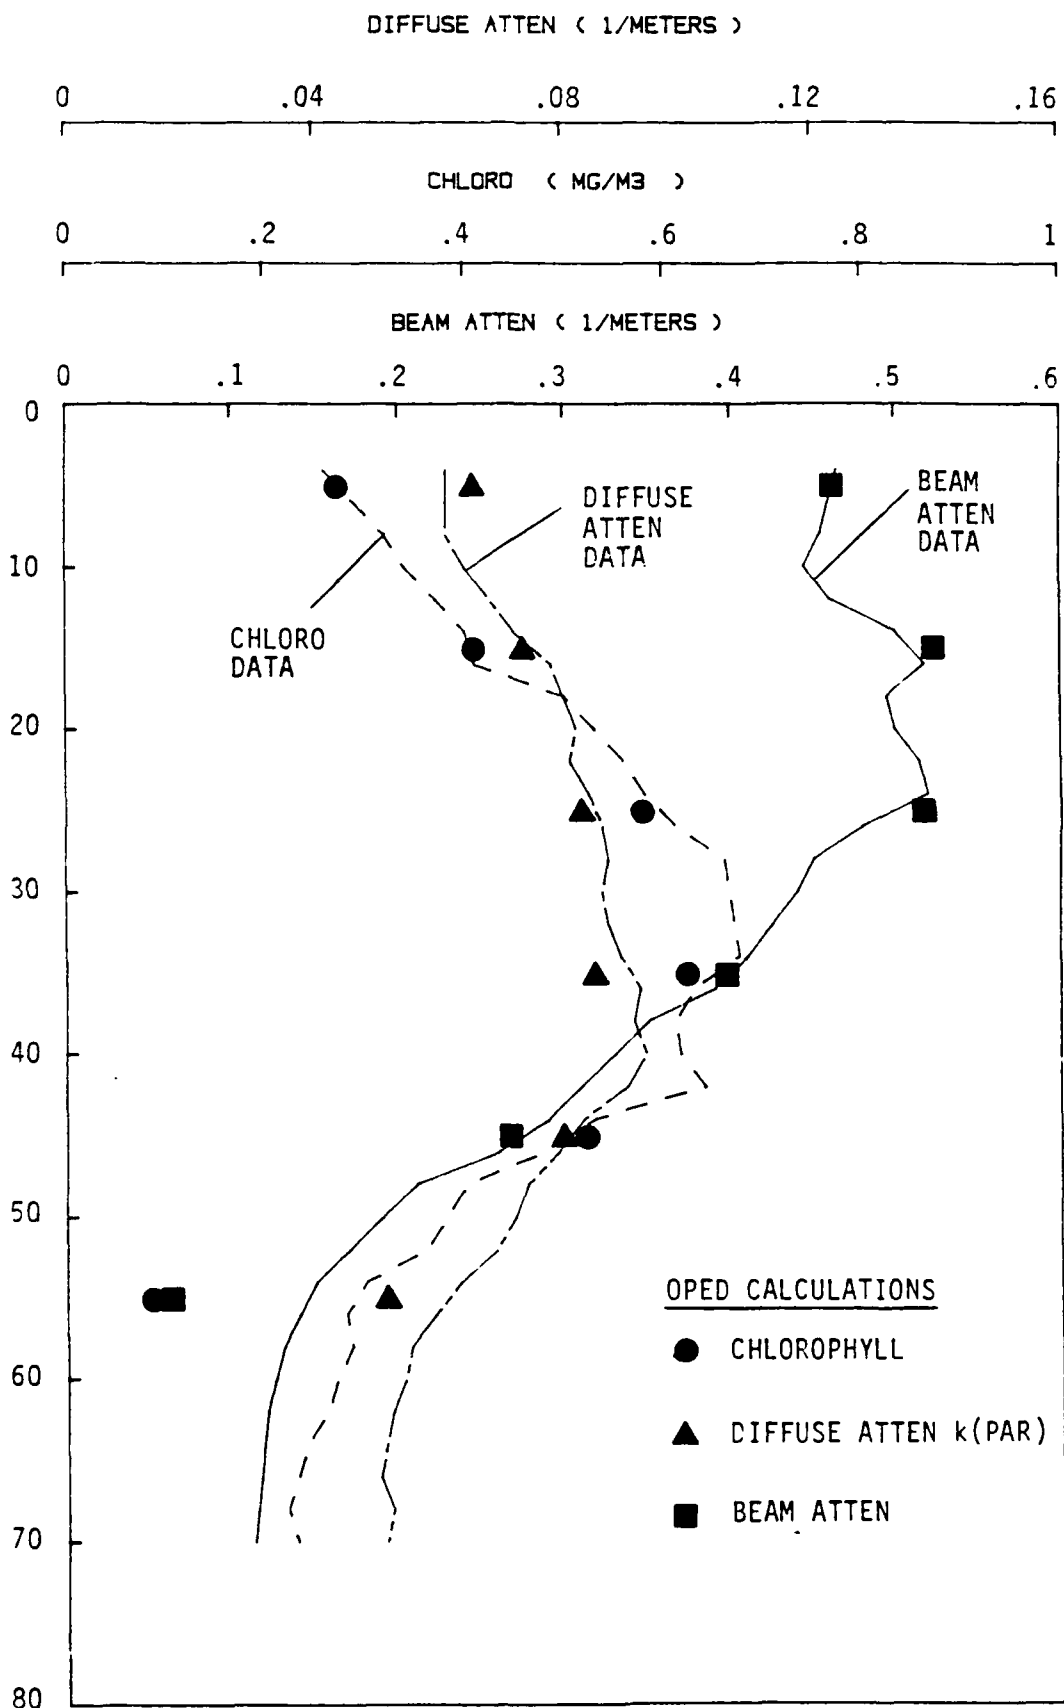 DIFFUSE ATTEN ( 1/METERS )
0 .04 .08 .12 .16
CHLORO ( MG/M3 )
0 .2 .4 .6 .8 1
BEAM ATTEN ( 1/METERS )
0 .1 .2 .3 .4 .5 .6
0
10
20
30
40
50
60
70
80
DIFFUSE
ATTEN
DATA
BEAM
ATTEN
DATA
CHLORO
DATA
OPED CALCULATIONS
CHLOROPHYLL
DIFFUSE ATTEN k(PAR)
BEAM ATTEN